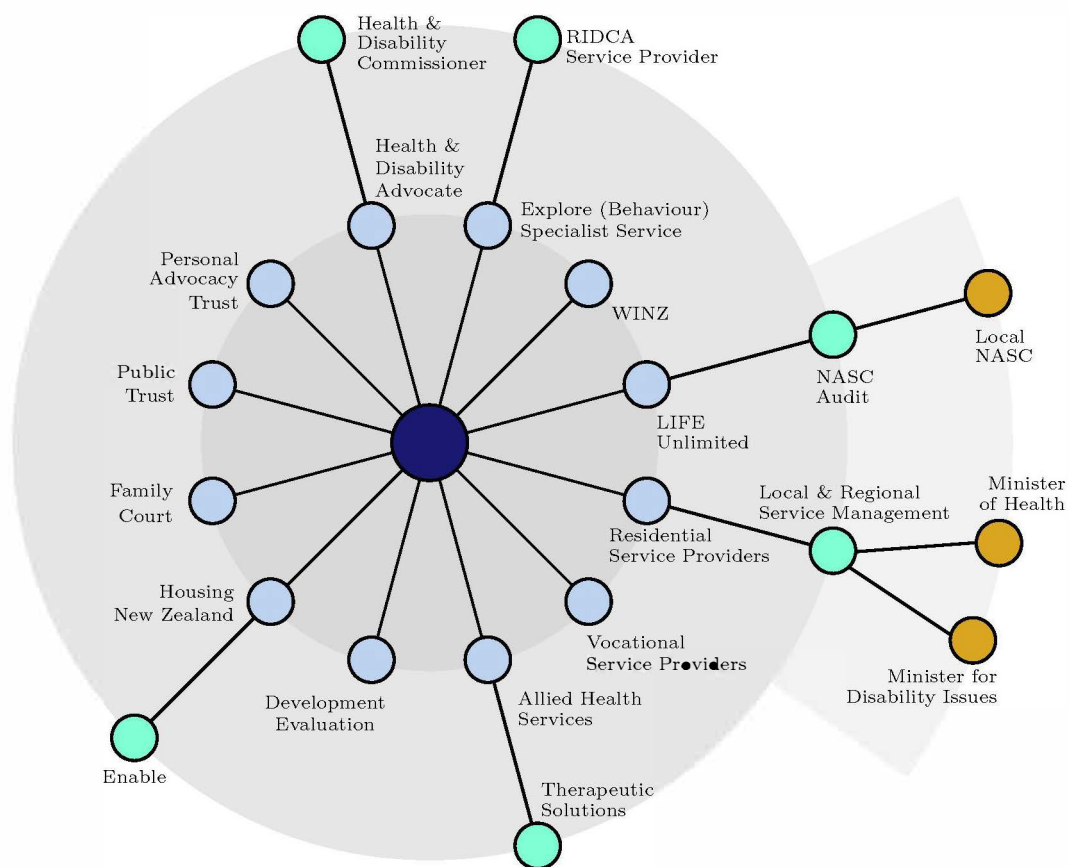 Health &
Disability
Commissioner
RIDCA
Service Provider
Health &
Disability
Advocate
Explore (Behaviour)
Specialist Service
Personal
Advocacy
Trust
WINZ
Local
NASC
Public
Trust
NASC
Audit
LIFE
Unlimited
Family
Court
Local & Regional
Service Management
Minister
of Health
Residential
Service Providers
Housing
New Zealand
Vocational
Service Providers
Minister for
Disability Issues
Development
Evaluation
Allied Health
Services
Enable
Therapeutic
Solutions